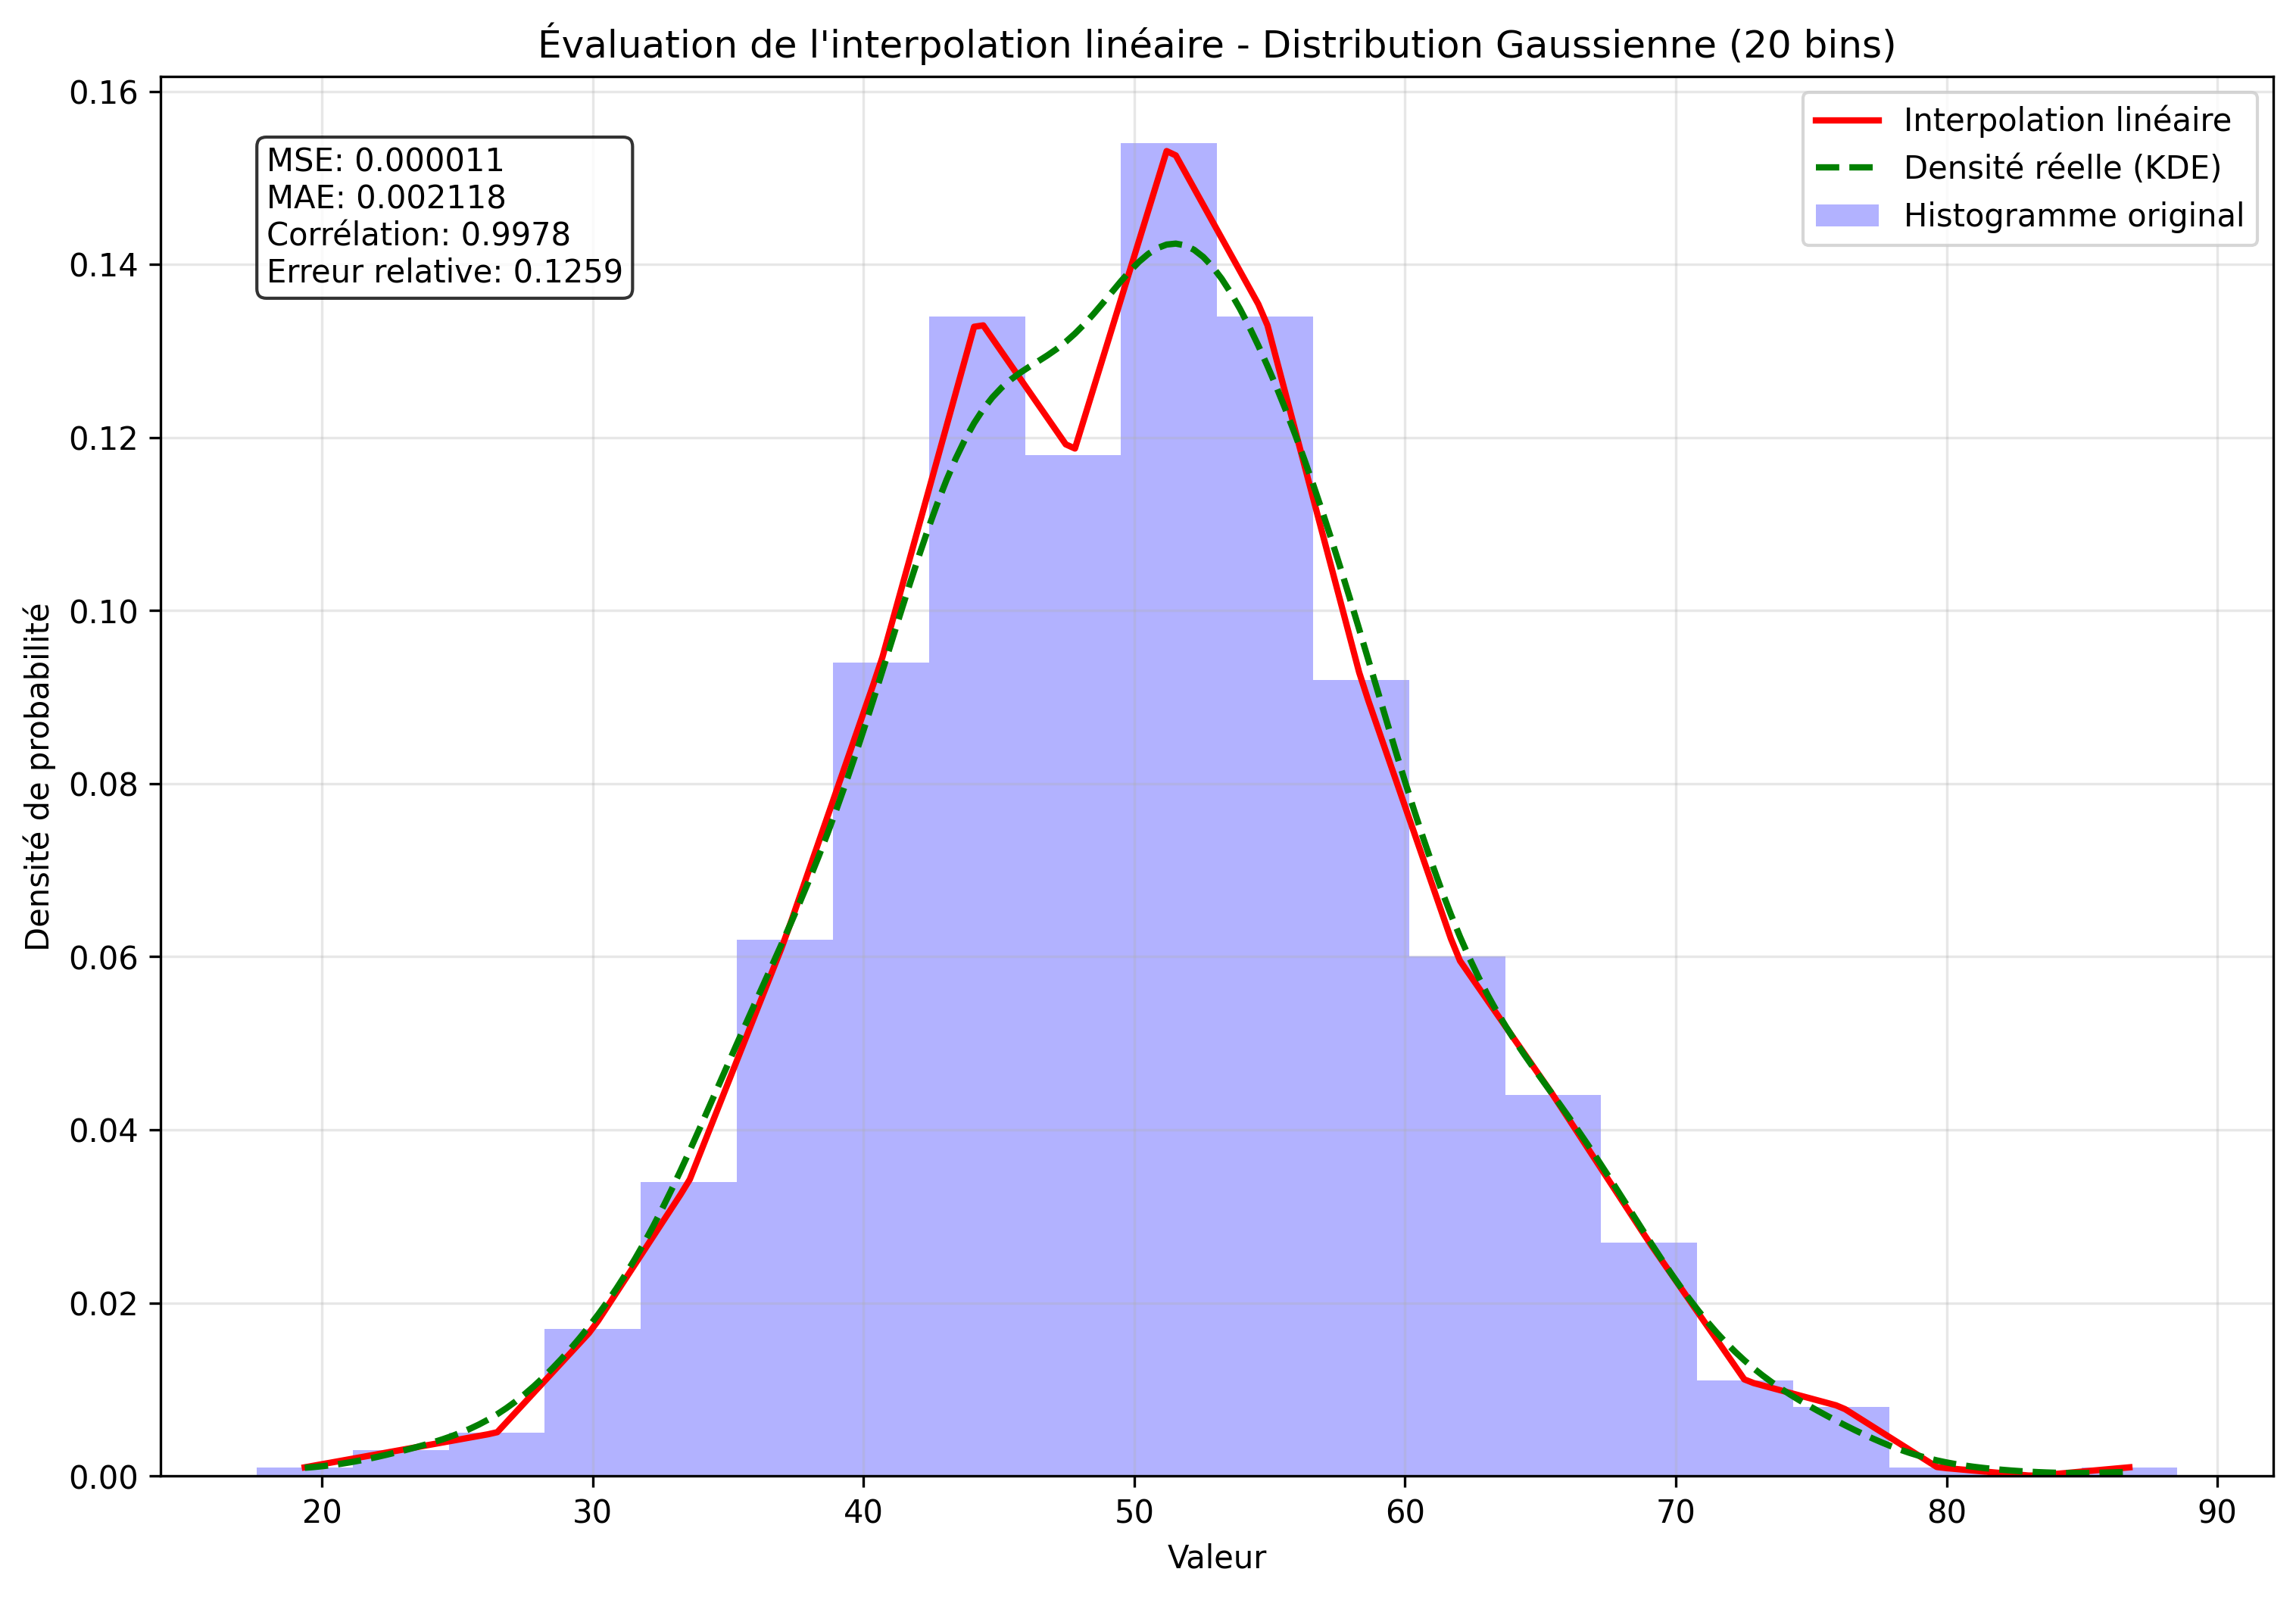 Évaluation de l'interpolation linéaire - Distribution Gaussienne (20 bins)
MSE: 0.000011
MAE: 0.002118
Corrélation: 0.9978
Erreur relative: 0.1259
Interpolation linéaire
Densité réelle (KDE)
Histogramme original
Densité de probabilité
0.16
0.14
0.12
0.10
0.08
0.06
0.04
0.02
0.00
20 30 40 50 60 70 80 90
Valeur